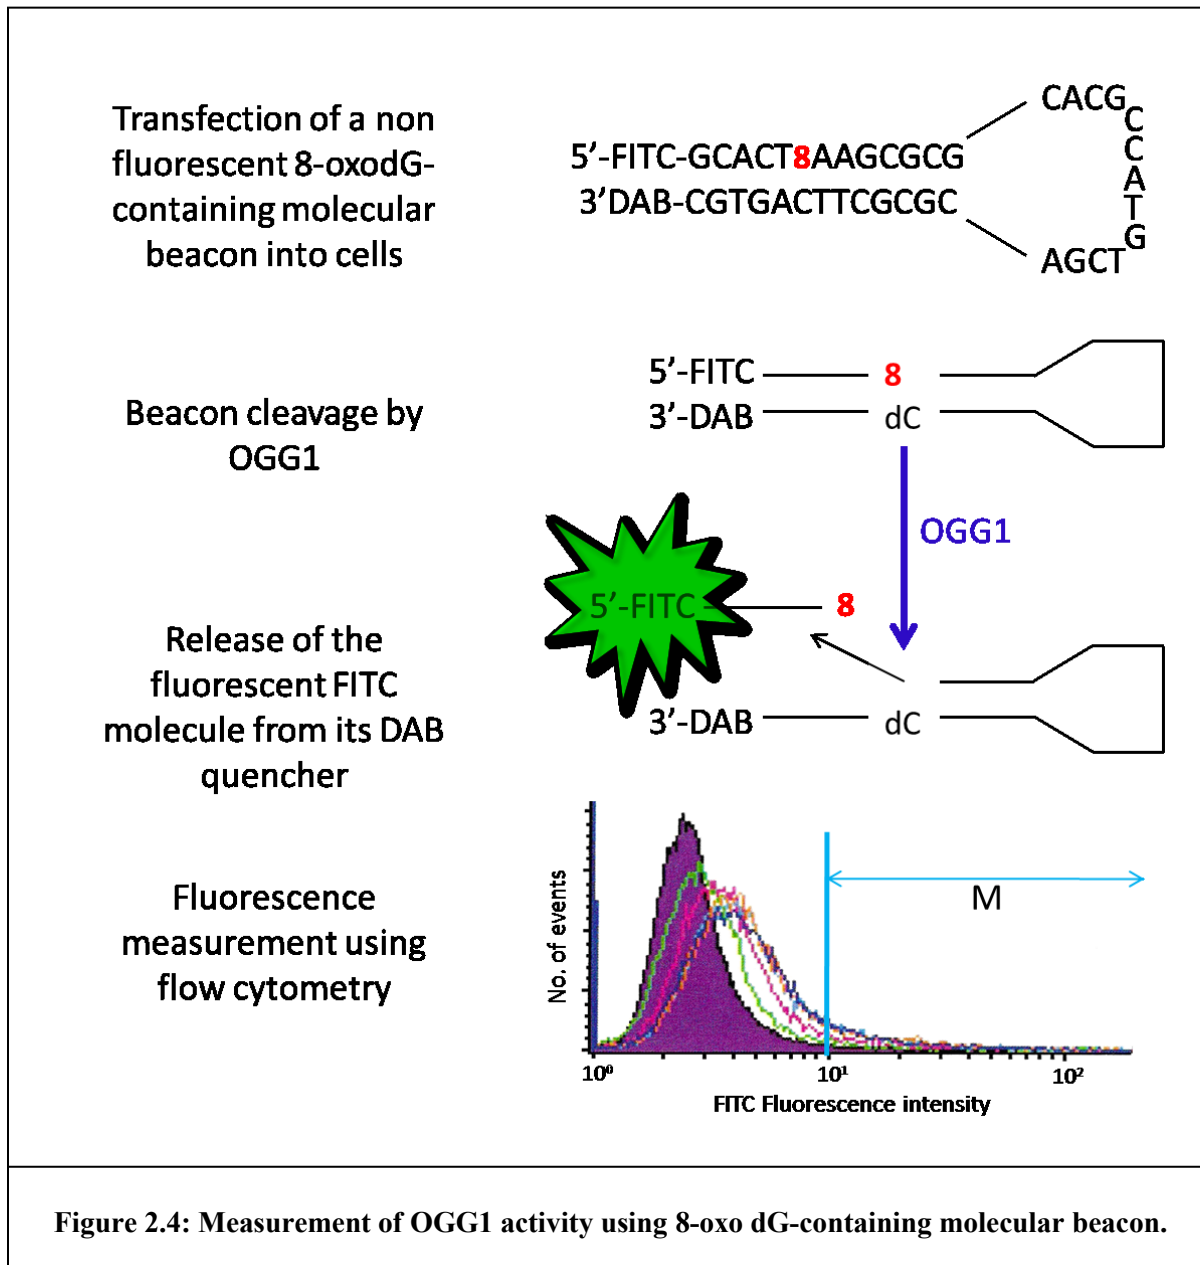 Transfection of a non
fluorescent 8-oxodG-
containing molecular
beacon into cells
5’-FITC-GCACT8AAGCGCG
3’DAB-CGTGACTTCGCGC
CACG
C
C
A
T
G
AGCT
Beacon cleavage by
OGG1
5’-FITC
8
3’-DAB
dC
OGG1
5’-FITC
8
Release of the
fluorescent FITC
molecule from its DAB
quencher
3’-DAB
dC
Fluorescence
measurement using
flow cytometry
No. of events
M
10⁰
10¹
10²
FITC Fluorescence intensity
Figure 2.4: Measurement of OGG1 activity using 8-oxo dG-containing molecular beacon.